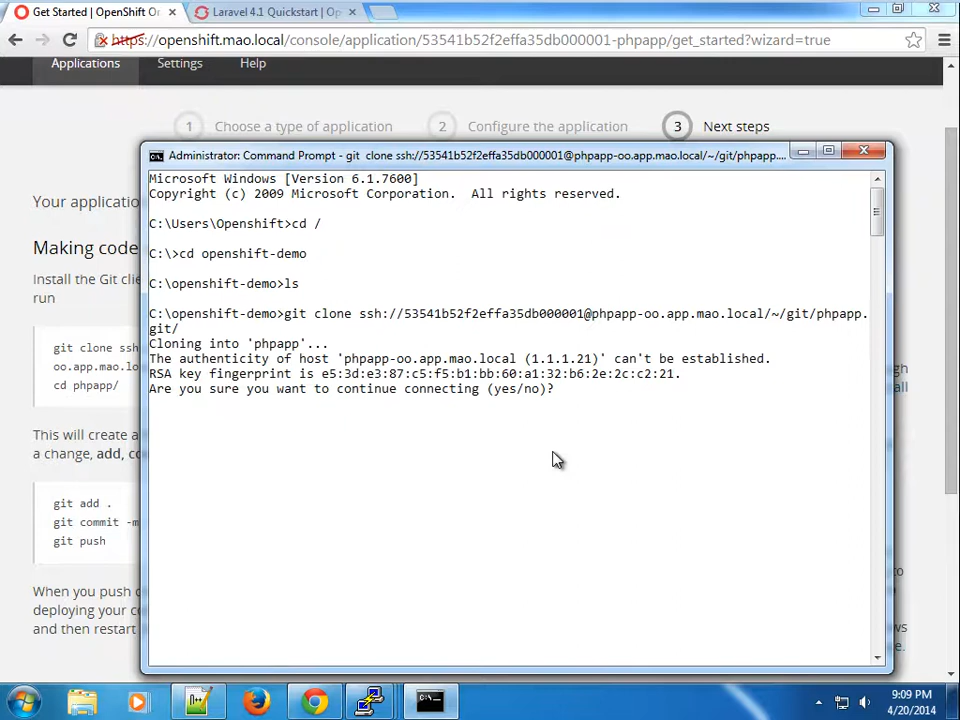 Get Started | OpenShift On
Laravel 4.1 Quickstart | Op
https://openshift.mao.local/console/application/53541b52f2effa35db000001-phpapp/get_started?wizard=true
Applications Settings Help
1 Choose a type of application 2 Configure the application 3 Next steps
Administrator: Command Prompt - git clone ssh://53541b52f2effa35db000001@phpapp-oo.app.mao.local/~/git/phpapp....
Microsoft Windows [Version 6.1.7600]
Copyright (c) 2009 Microsoft Corporation. All rights reserved.
C:\Users\Openshift>cd /
C:\>cd openshift-demo
C:\openshift-demo>ls
C:\openshift-demo>git clone ssh://53541b52f2effa35db000001@phpapp-oo.app.mao.local/~/git/phpapp.
git/
Cloning into 'phpapp'...
The authenticity of host 'phpapp-oo.app.mao.local (1.1.1.21)' can't be established.
RSA key fingerprint is e5:3d:e3:87:c5:f5:b1:bb:60:a1:32:b6:2e:2c:c2:21.
Are you sure you want to continue connecting (yes/no)?
Your applicatio
Making code
Install the Git clie
run
git clone ssh
oo.app.mao.lo
cd phpapp/
This will create a
a change, add, co
git add .
git commit -m
git push
When you push c
deploying your co
and then restart
ough
all
to
ws
e.
9:09 PM
4/20/2014